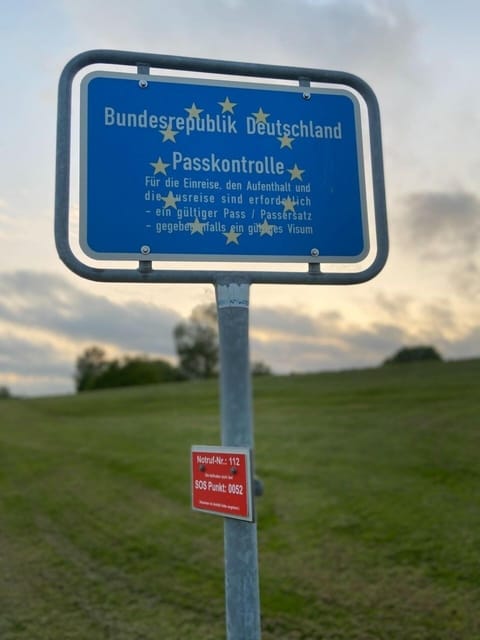 Bundesrepublik Deutschland
Passkontrolle
Für die Einreise, den Aufenthalt und
die Ausreise sind erforderlich
- ein gültiger Pass / Passersatz
- gegebenenfalls ein gültiges Visum
Notruf-Nr.: 112
SOS Punkt: 0052